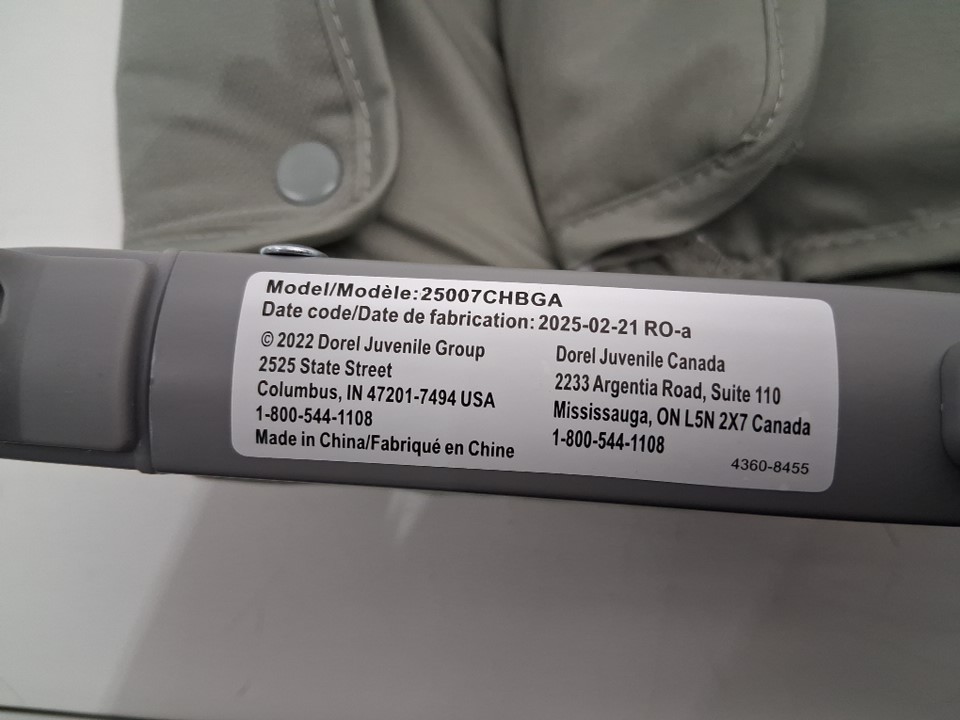 Model/Modèle:25007CHBGA
Date code/Date de fabrication: 2025-02-21 RO-a
© 2022 Dorel Juvenile Group
2525 State Street
Columbus, IN 47201-7494 USA
1-800-544-1108
Made in China/Fabriqué en Chine
Dorel Juvenile Canada
2233 Argentia Road, Suite 110
Mississauga, ON L5N 2X7 Canada
1-800-544-1108
4360-8455